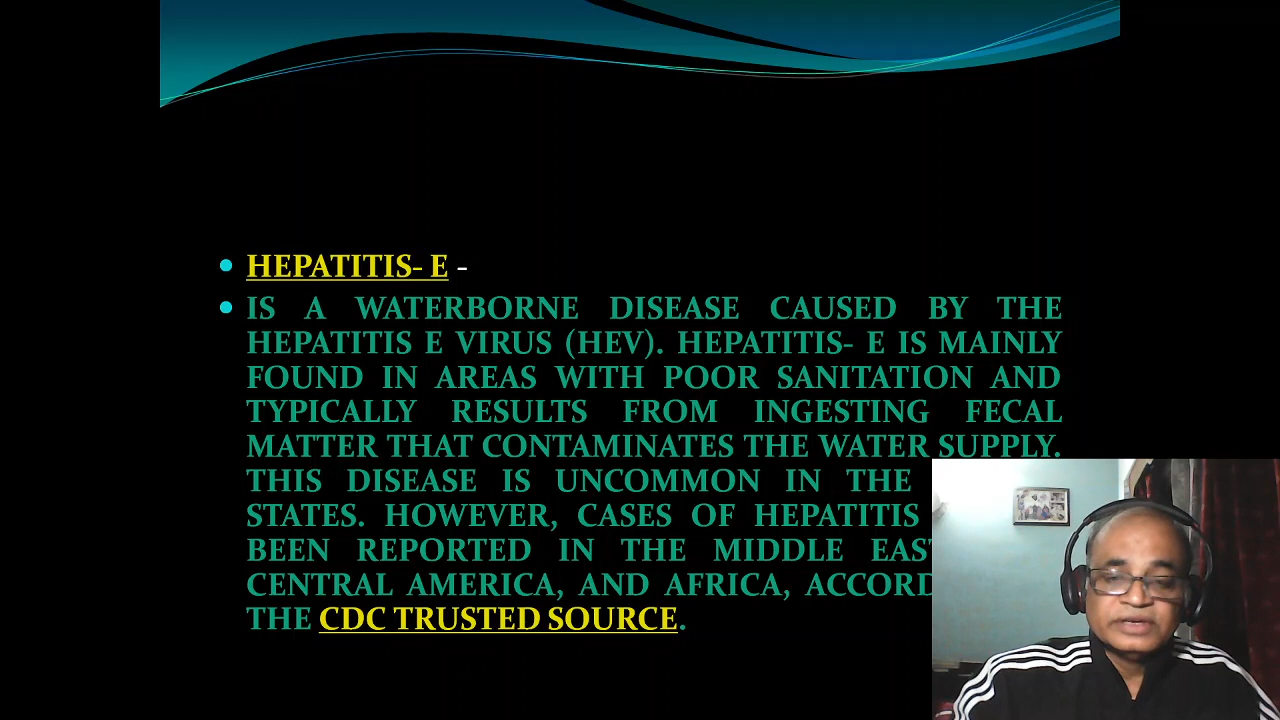 HEPATITIS- E -
IS A WATERBORNE DISEASE CAUSED BY THE
HEPATITIS E VIRUS (HEV). HEPATITIS- E IS MAINLY
FOUND IN AREAS WITH POOR SANITATION AND
TYPICALLY RESULTS FROM INGESTING FECAL
MATTER THAT CONTAMINATES THE WATER SUPPLY.
THIS DISEASE IS UNCOMMON IN THE
STATES. HOWEVER, CASES OF HEPATITIS
BEEN REPORTED IN THE MIDDLE
CENTRAL AMERICA, AND AFRICA,
THE CDC TRUSTED SOURCE.